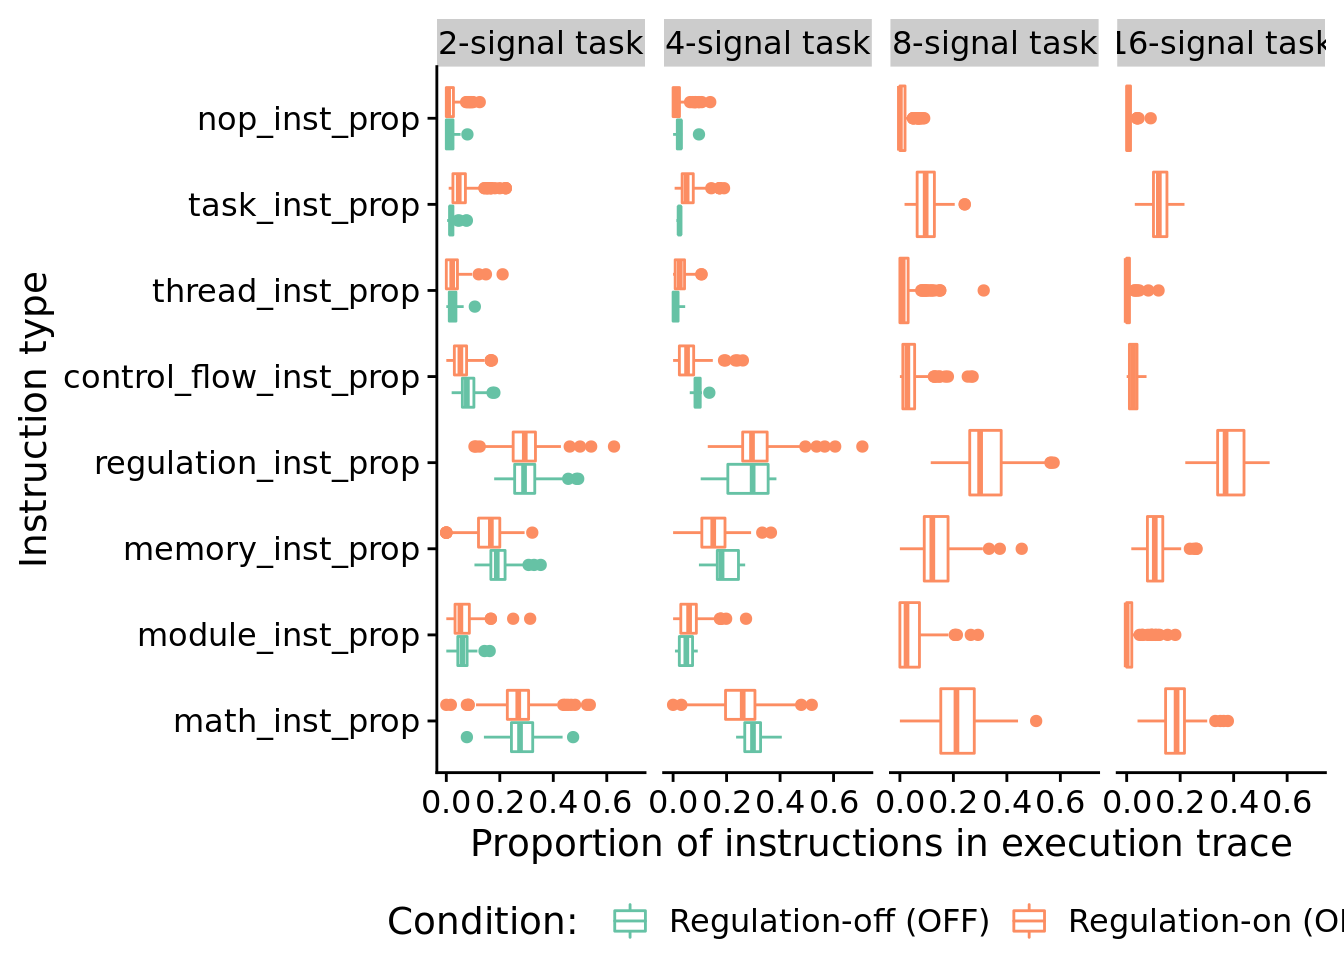 2-signal task 4-signal task 8-signal task 16-signal task
nop_inst_prop
task_inst_prop
thread_inst_prop
control_flow_inst_prop
regulation_inst_prop
memory_inst_prop
module_inst_prop
math_inst_prop
Instruction type
0.0 0.2 0.4 0.6 0.0 0.2 0.4 0.6 0.0 0.2 0.4 0.6 0.0 0.2 0.4 0.6
Proportion of instructions in execution trace
Condition: Regulation-off (OFF) Regulation-on (O